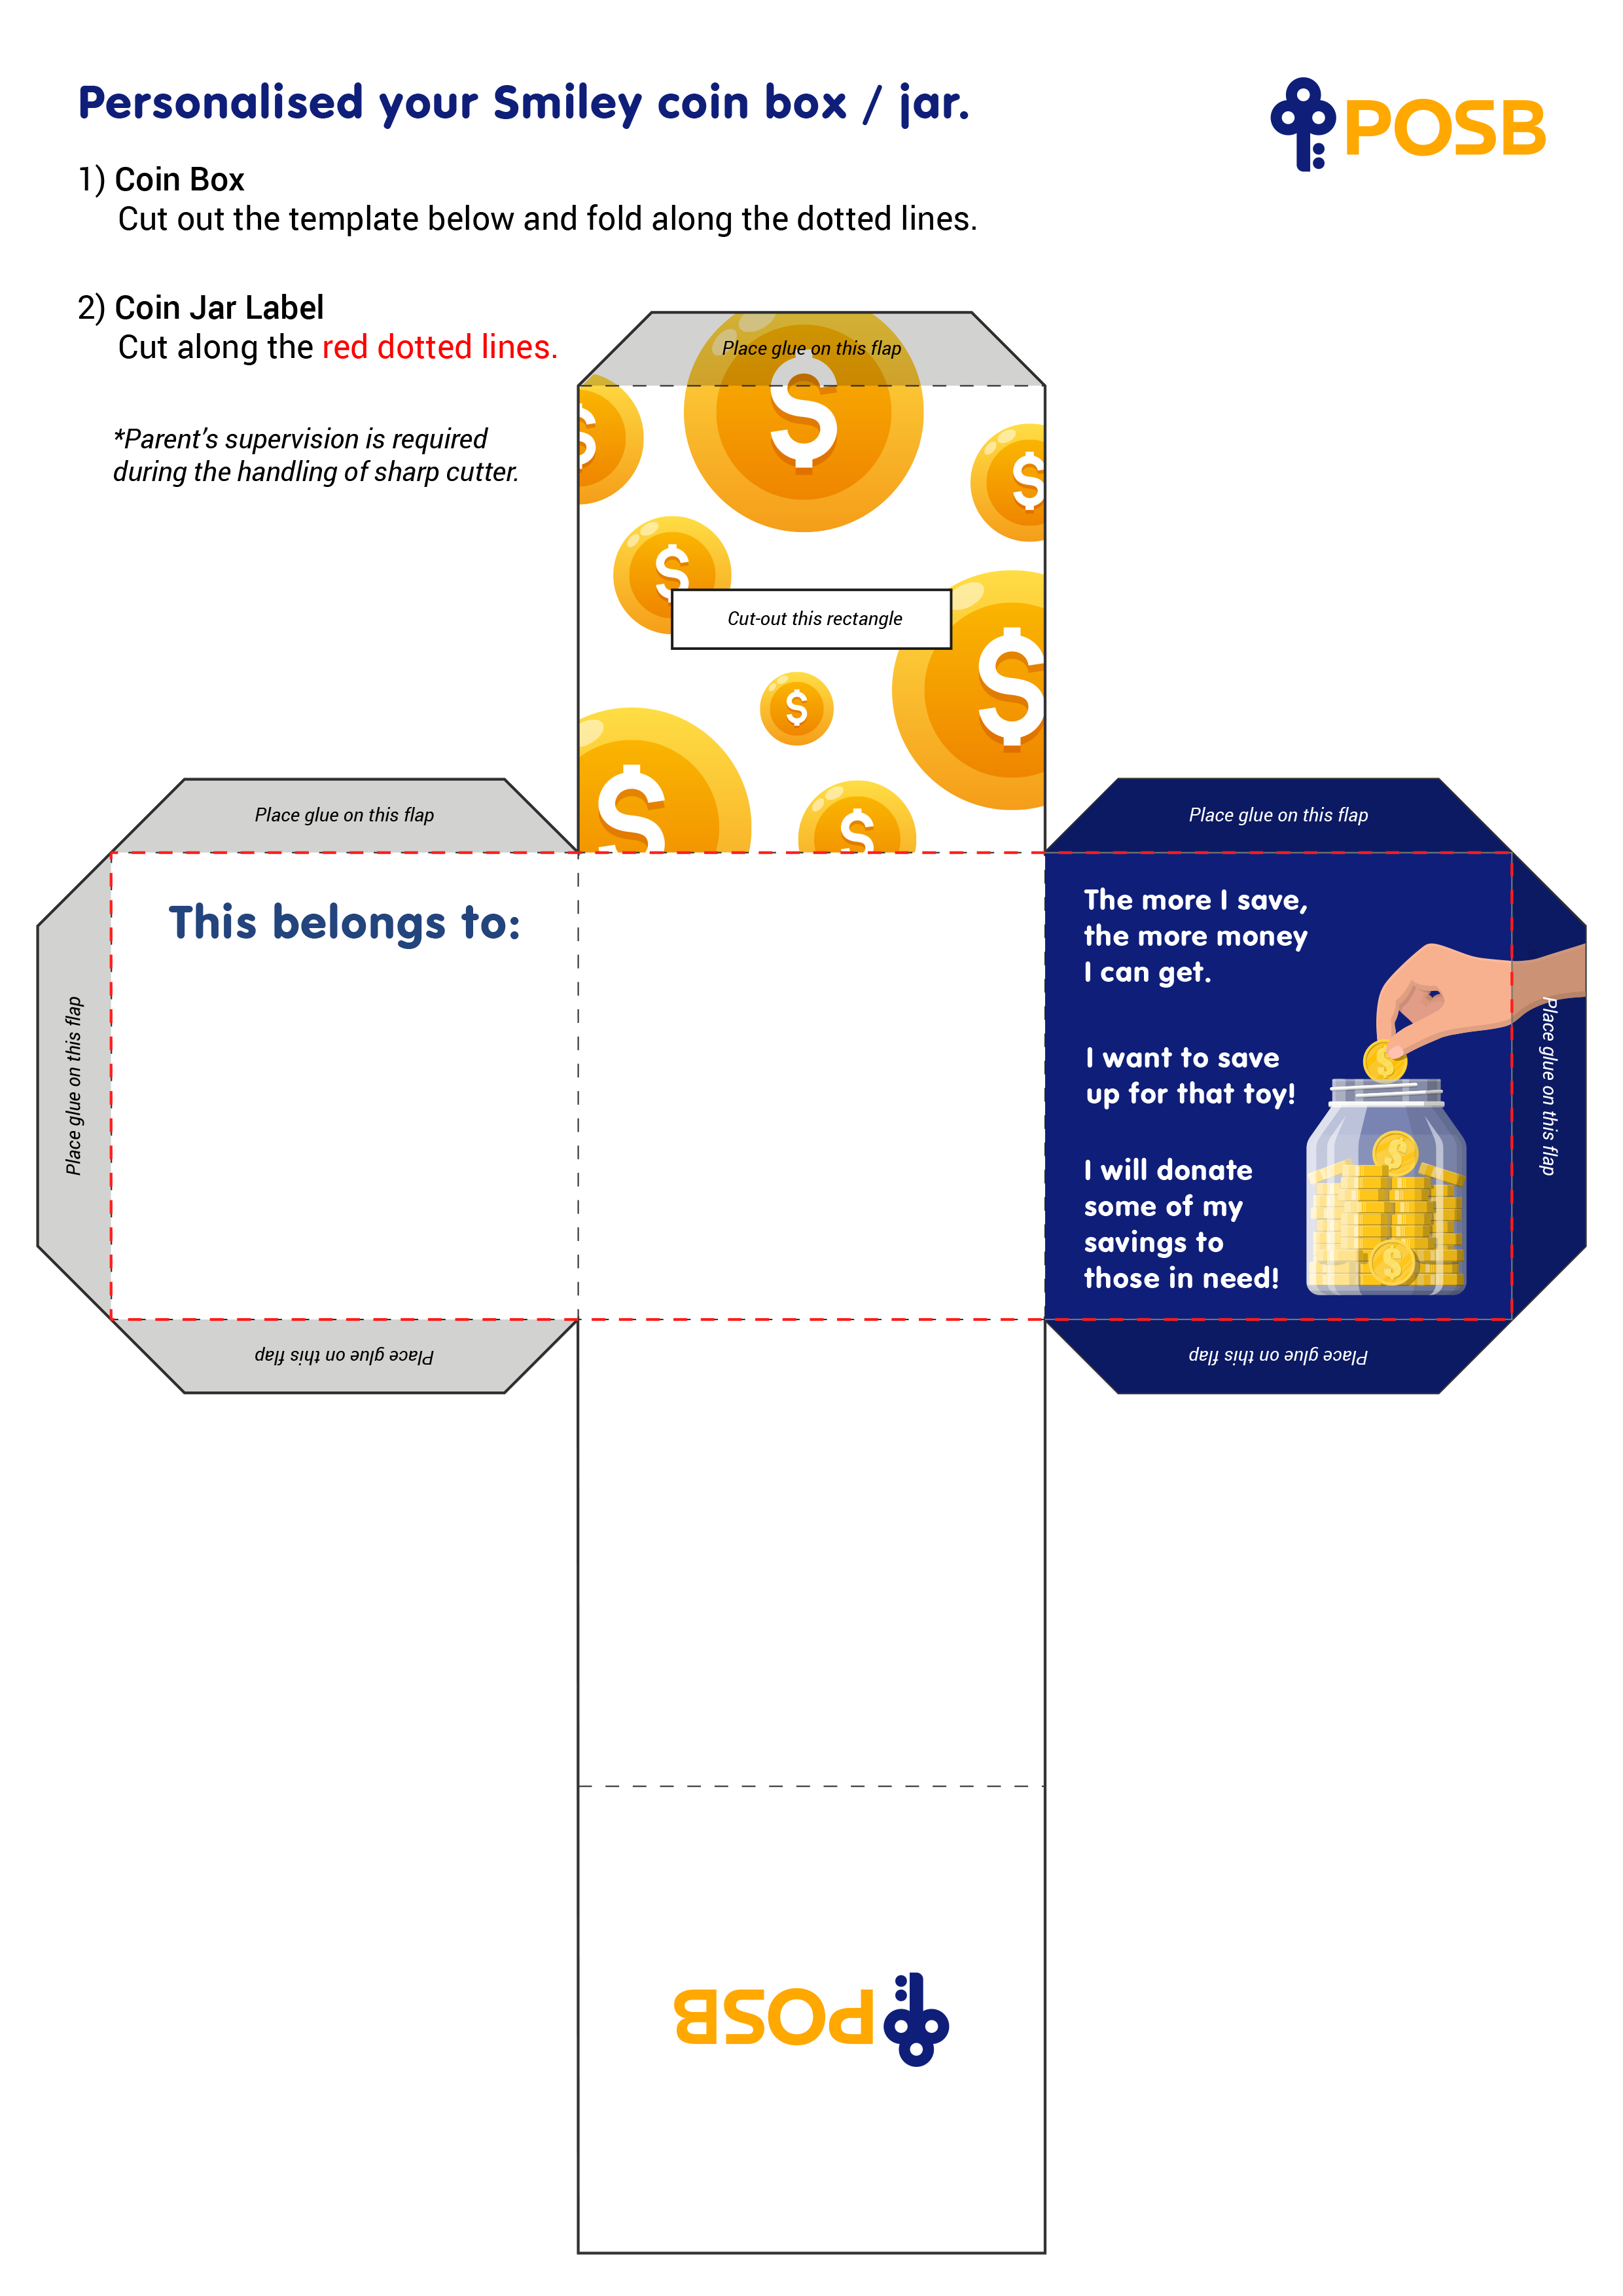 Personalised your Smiley coin box / jar.
POSB
1) Coin Box
Cut out the template below and fold along the dotted lines.
2) Coin Jar Label
Cut along the red dotted lines.
*Parent's supervision is required
during the handling of sharp cutter.
Place glue on this flap
$
$
$
$
Cut-out this rectangle
$
$
$
$
Place glue on this flap
Place glue on this flap
This belongs to:
The more I save,
the more money
I can get.
Place glue on this flap
Place glue on this flap
I want to save
up for that toy!
$
$
I will donate
some of my
savings to
those in need!
$
Place glue on this flap
Place glue on this flap
POSB